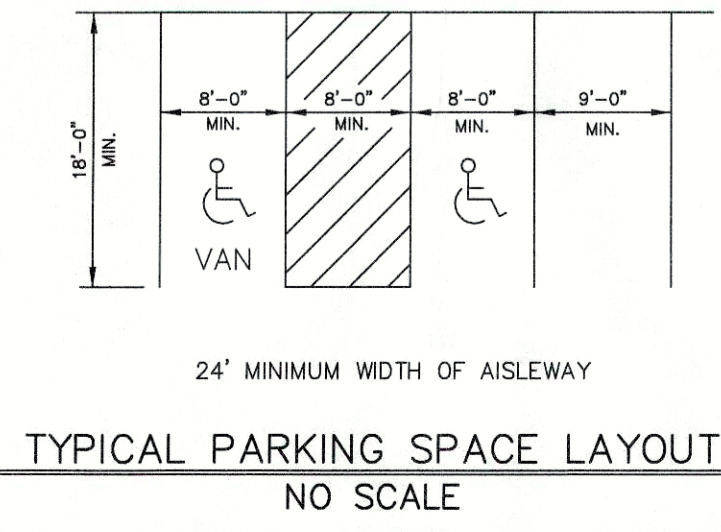 8'-0" 8'-0" 8'-0" 9'-0"
MIN. MIN. MIN. MIN.
18'-0"
MIN.
VAN
24' MINIMUM WIDTH OF AISLEWAY
TYPICAL PARKING SPACE LAYOUT
NO SCALE